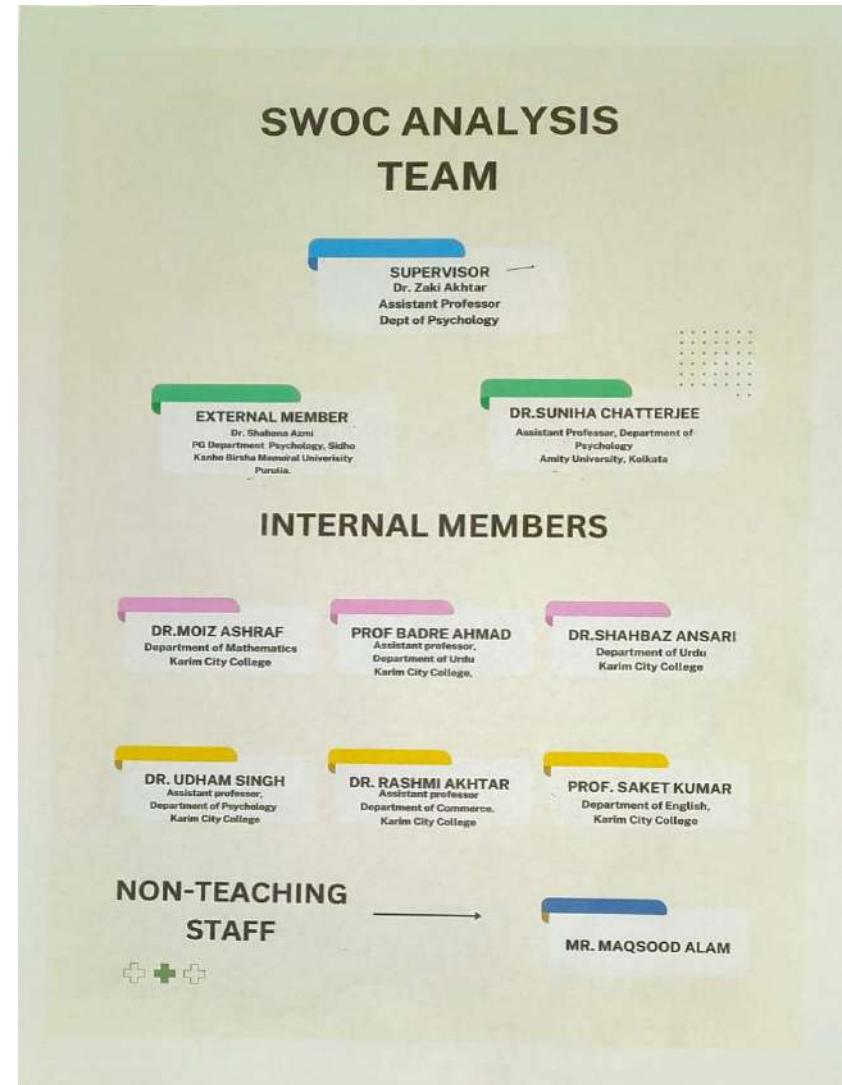 SWOC ANALYSIS
TEAM
SUPERVISOR
Dr. Zaki Akhtar
Assistant Professor
Dept of Psychology
EXTERNAL MEMBER
Dr. Shabana Azmi
PG Department Psychology, Sidho
Kanho Birsha Memoral Univerisity
Purulia.
DR.SUNIHA CHATTERJEE
Assistant Professor, Department of
Psychology
Amity University, Kolkata
INTERNAL MEMBERS
DR.MOIZ ASHRAF
Department of Mathematics
Karim City College
PROF BADRE AHMAD
Assistant professor,
Department of Urdu
Karim City College,
DR.SHAHBAZ ANSARI
Department of Urdu
Karim City College
DR. UDHAM SINGH
Assistant professor,
Department of Psychology
Karim City College
DR. RASHMI AKHTAR
Assistant professor
Department of Commerce.
Karim City College
PROF. SAKET KUMAR
Department of English,
Karim City College
NON-TEACHING
STAFF
MR. MAQSOOD ALAM